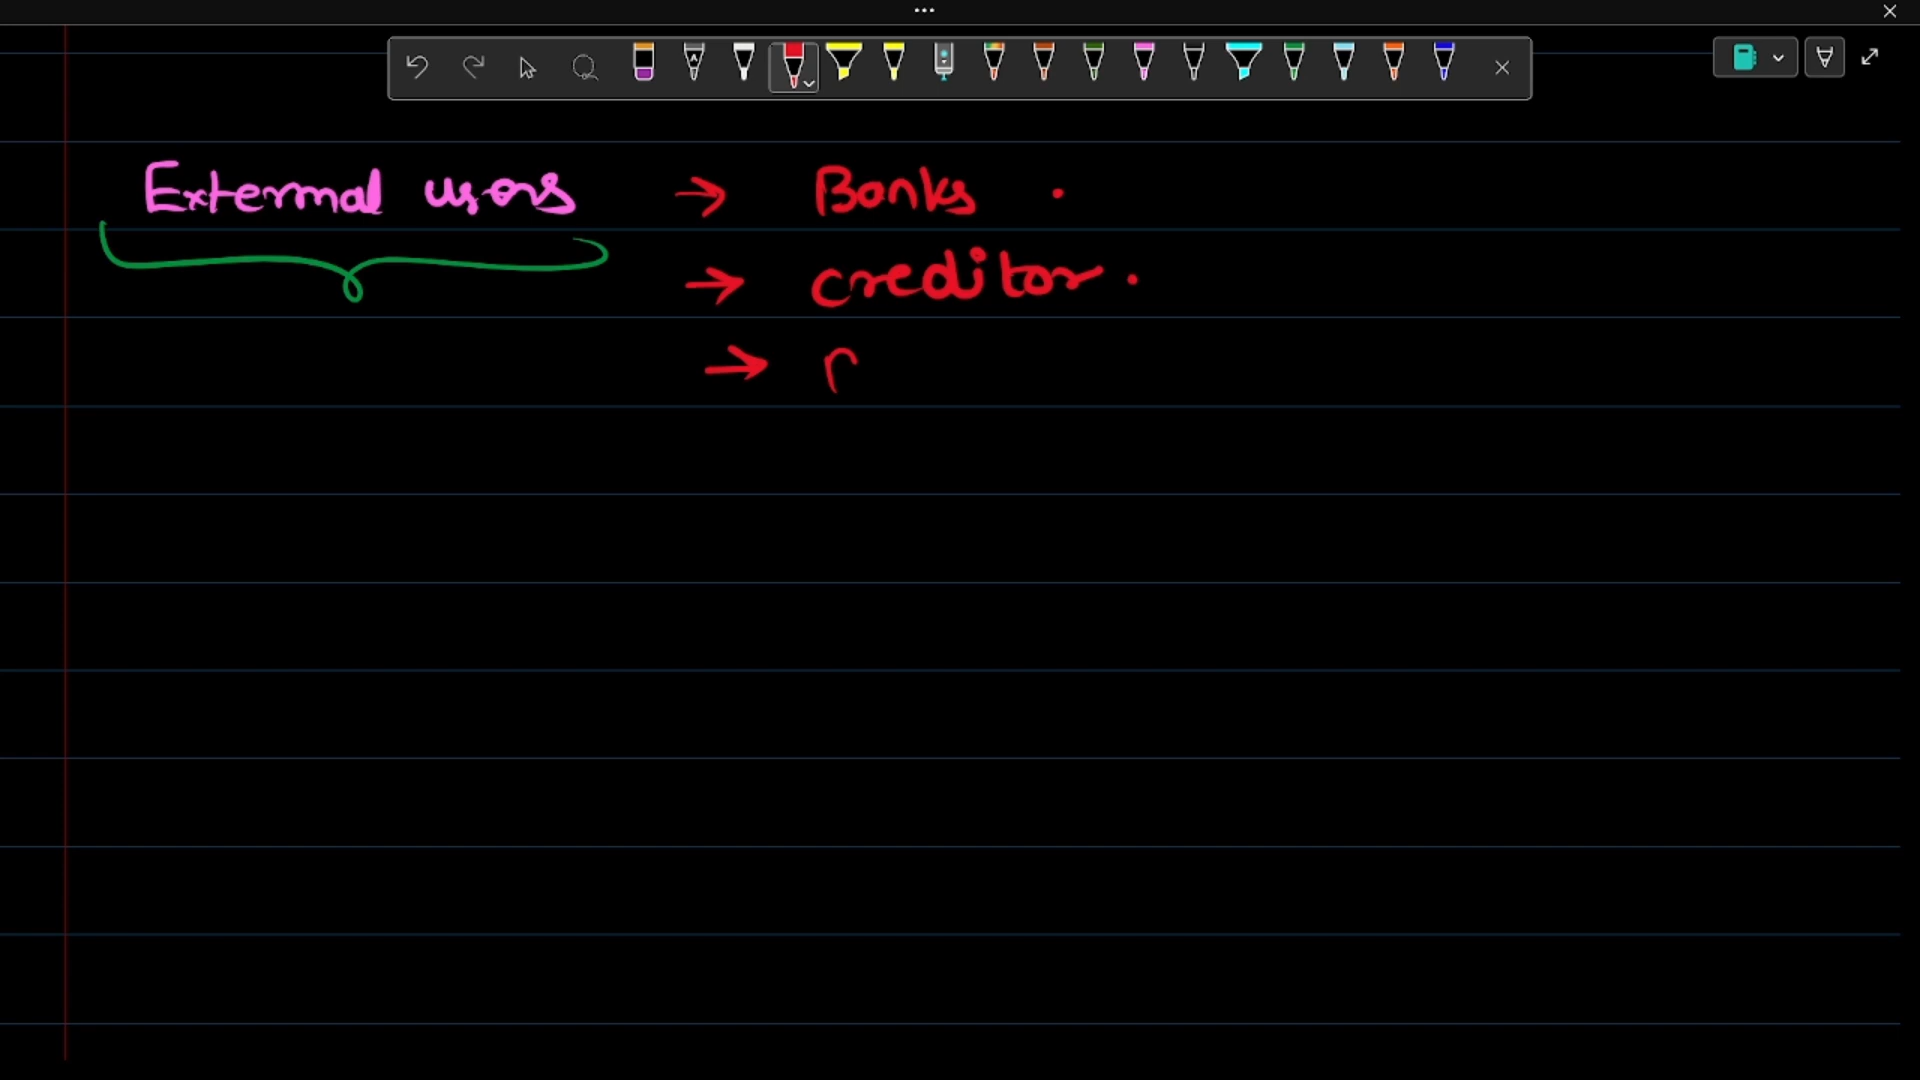 External users → Banks .
→ creditor .
→